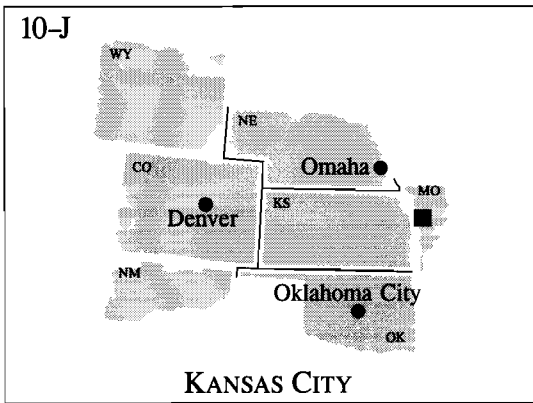 10-J
WY
NE
Omaha
CO
MO
KS
Denver
NM
Oklahoma City
OK
KANSAS CITY